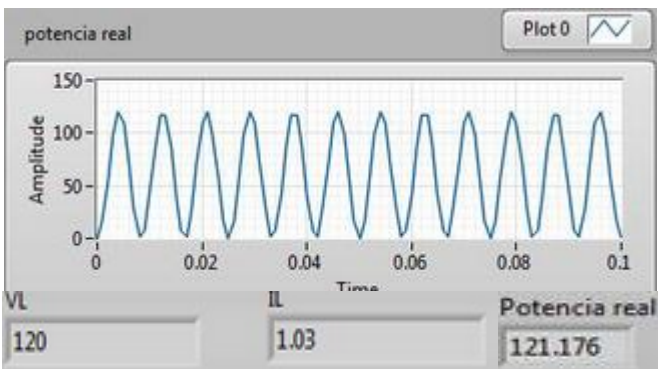 potencia real
Plot 0
150
100
50
0
Amplitude
0 0.02 0.04 0.06 0.08 0.1
Time
VL IL Potencia real
120 1.03 121.176